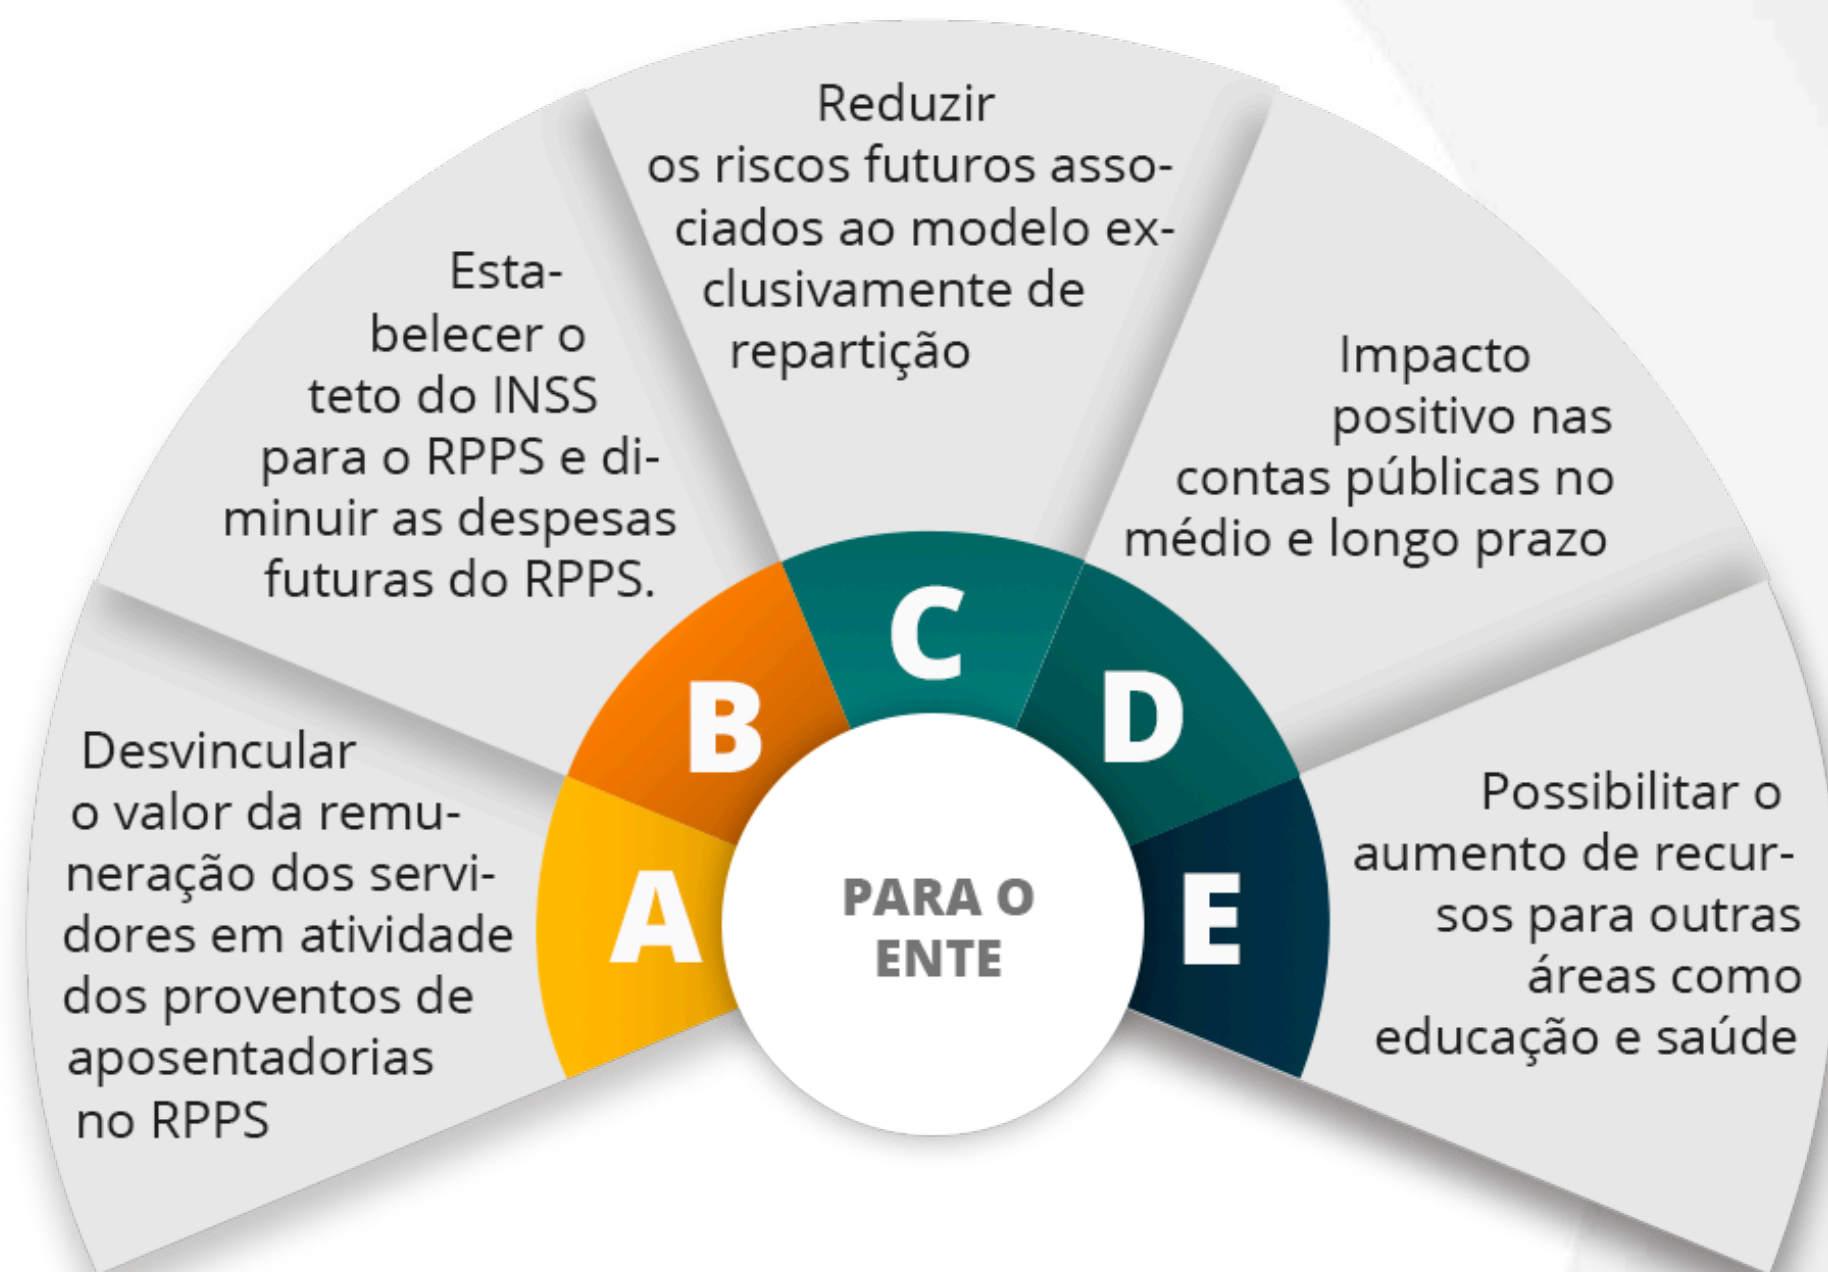 Desvincular
o valor da remu-
neração dos servi-
dores em atividade
dos proventos de
aposentadorias
no RPPS
A
Esta-
belecer o
teto do INSS
para o RPPS e di-
minuir as despesas
futuras do RPPS.
B
Reduzir
os riscos futuros asso-
ciados ao modelo ex-
clusivamente de
repartição
C
Impacto
positivo nas
contas públicas no
médio e longo prazo
D
Possibilitar o
aumento de recur-
sos para outras
áreas como
educação e saúde
E
PARA O
ENTE